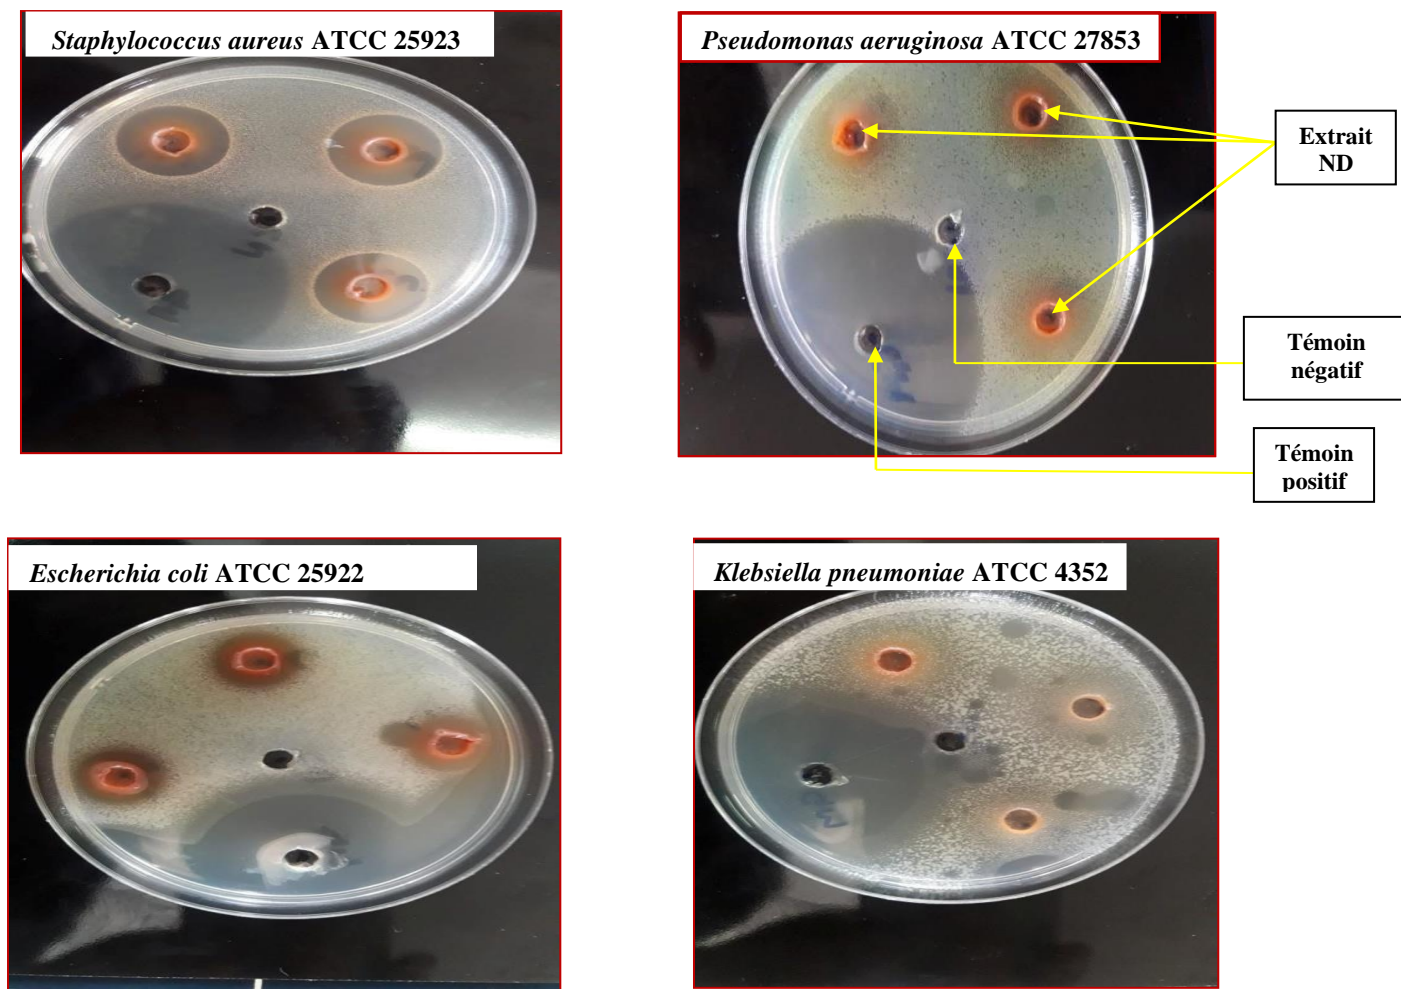 Staphylococcus aureus ATCC 25923
Pseudomonas aeruginosa ATCC 27853
Extrait
ND
Témoin
négatif
Témoin
positif
Escherichia coli ATCC 25922
Klebsiella pneumoniae ATCC 4352